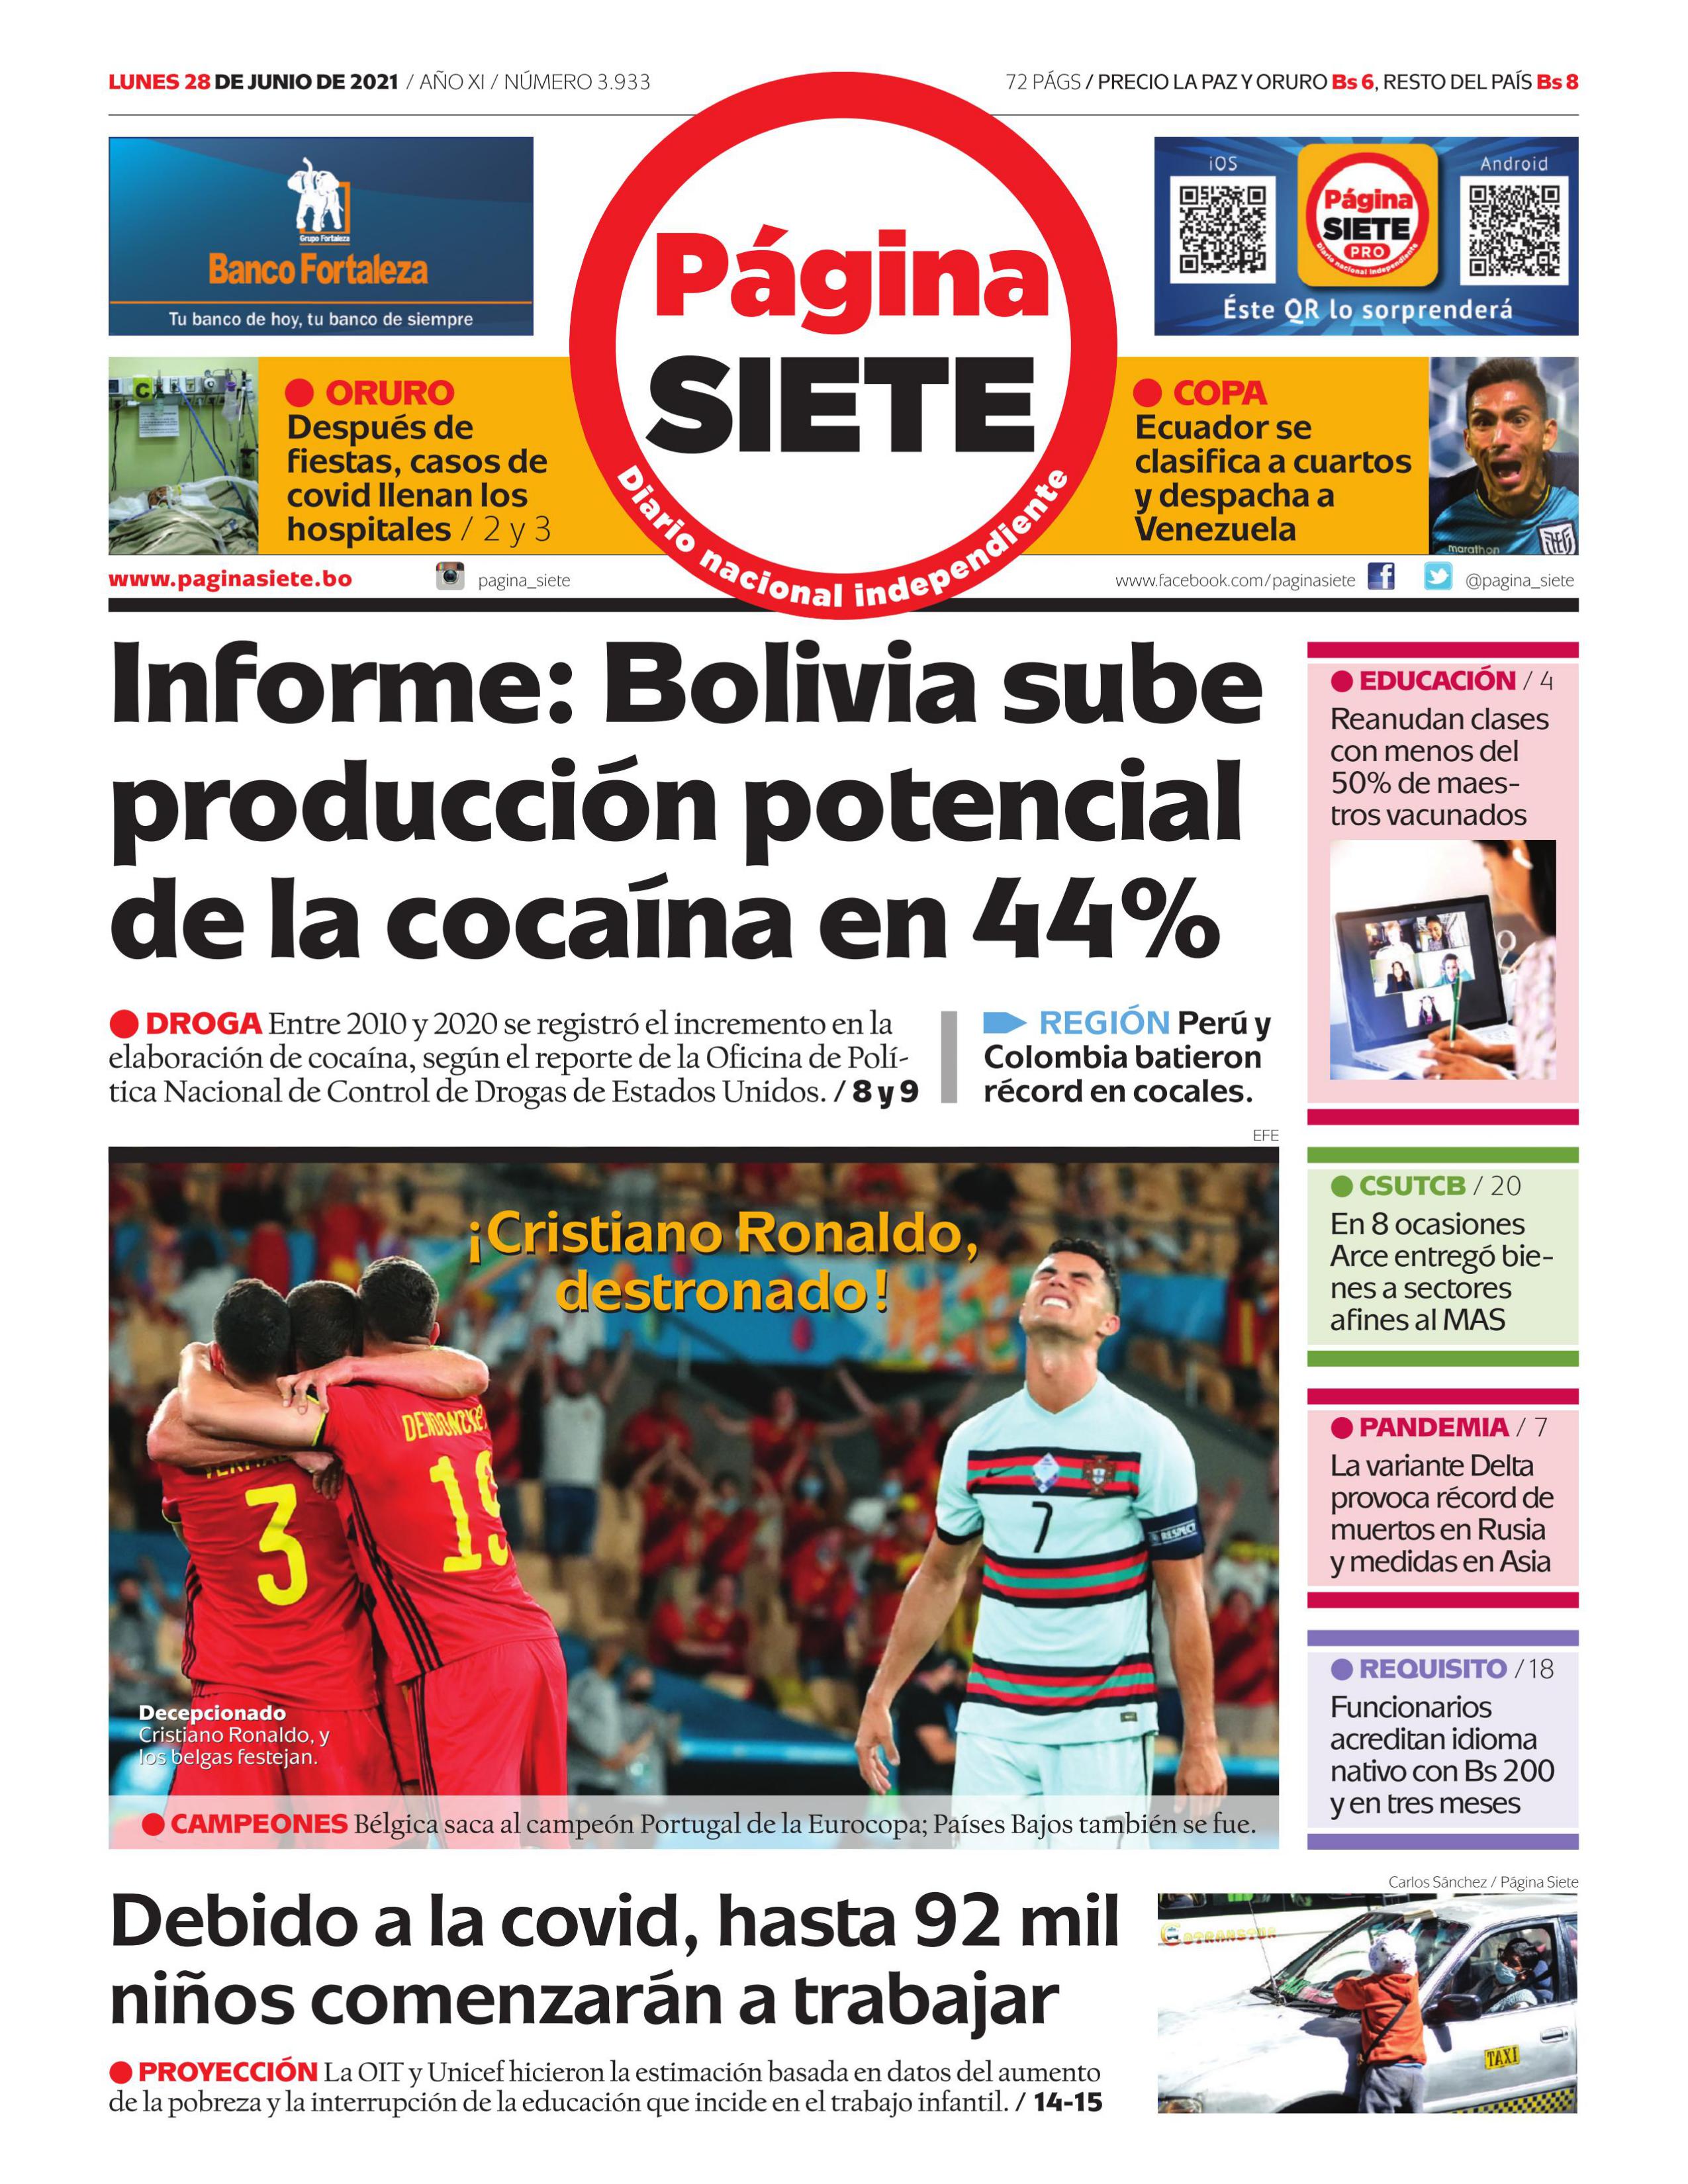 LUNES 28 DE JUNIO DE 2021 / AÑO XI / NÚMERO 3.933
72 PÁGS / PRECIO LA PAZ Y ORURO Bs 6, RESTO DEL PAÍS Bs 8
Grupo Fortaleza
Banco Fortaleza
Tu banco de hoy, tu banco de siempre
Página
SIETE
Diario nacional independiente
iOS
Android
Página
SIETE
PRO
Diario nacional independiente
Éste QR lo sorprenderá
C
ORURO
Después de
fiestas, casos de
covid llenan los
hospitales / 2 y 3
COPA
Ecuador se
clasifica a cuartos
y despacha a
Venezuela
marathon
www.paginasiete.bo
pagina_siete
www.facebook.com/paginasiete
@pagina_siete
Informe: Bolivia sube
producción potencial
de la cocaína en 44%
DROGA Entre 2010 y 2020 se registró el incremento en la
elaboración de cocaína, según el reporte de la Oficina de Polí-
tica Nacional de Control de Drogas de Estados Unidos. / 8 y 9
REGIÓN Perú y
Colombia batieron
récord en cocales.
EFE
¡Cristiano Ronaldo,
destronado!
DENDONCKER
3
19
7
RESPECT
Decepcionado
Cristiano Ronaldo, y
los belgas festejan.
CAMPEONES Bélgica saca al campeón Portugal de la Eurocopa; Países Bajos también se fue.
EDUCACIÓN / 4
Reanudan clases
con menos del
50% de maes-
tros vacunados
CSUTCB / 20
En 8 ocasiones
Arce entregó bie-
nes a sectores
afines al MAS
PANDEMIA / 7
La variante Delta
provoca récord de
muertos en Rusia
y medidas en Asia
REQUISITO / 18
Funcionarios
acreditan idioma
nativo con Bs 200
y en tres meses
Debido a la covid, hasta 92 mil
niños comenzarán a trabajar
PROYECCIÓN La OIT y Unicef hicieron la estimación basada en datos del aumento
de la pobreza y la interrupción de la educación que incide en el trabajo infantil. / 14-15
Carlos Sánchez / Página Siete
TAXI